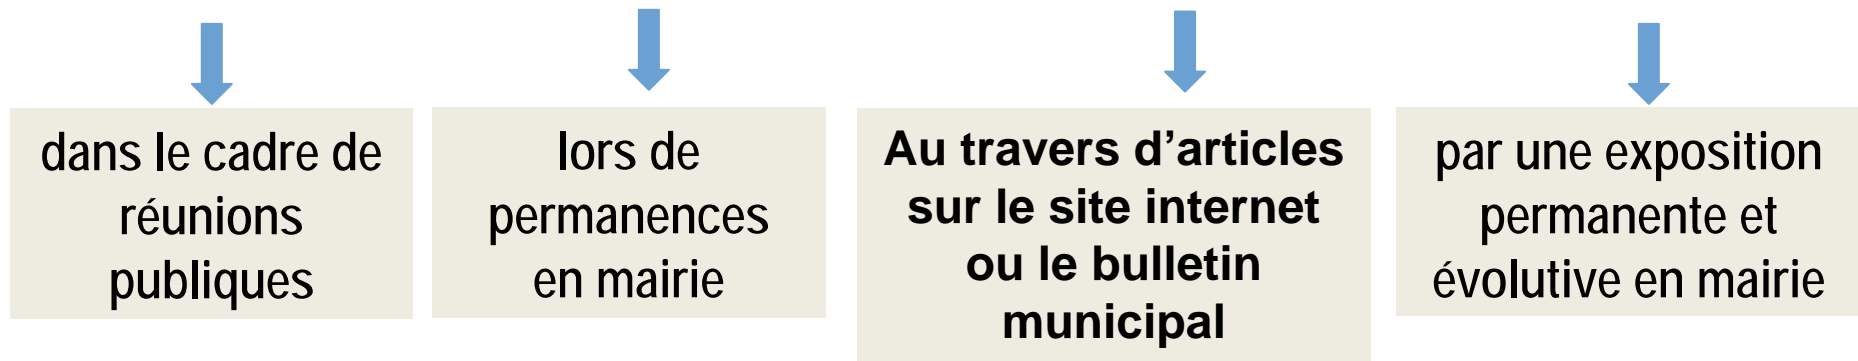 dans le cadre de
réunions
publiques
lors de
permanences
en mairie
Au travers d’articles
sur le site internet
ou le bulletin
municipal
par une exposition
permanente et
évolutive en mairie